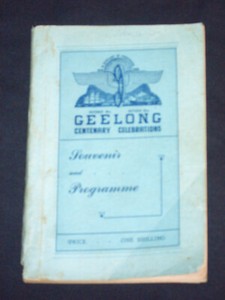 GEELONG
CENTENARY CELEBRATIONS
Souvenir
and
Programme
PRICE ONE SHILLING